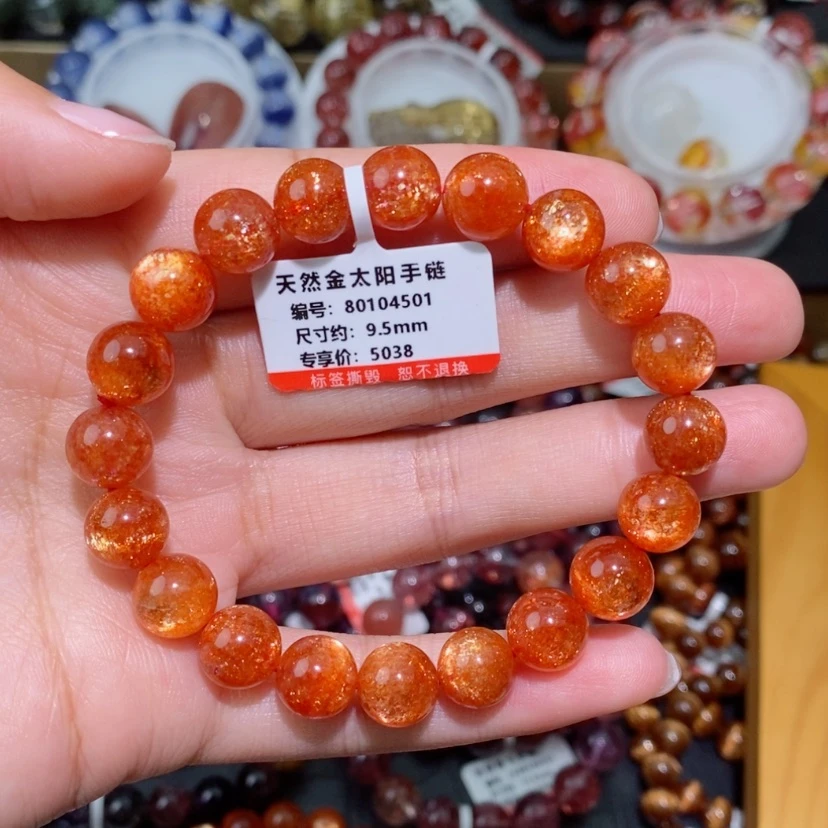 天然金太阳手链
编号：80104501
尺寸约：9.5mm
专享价：5038
标签撕毁 恕不退换